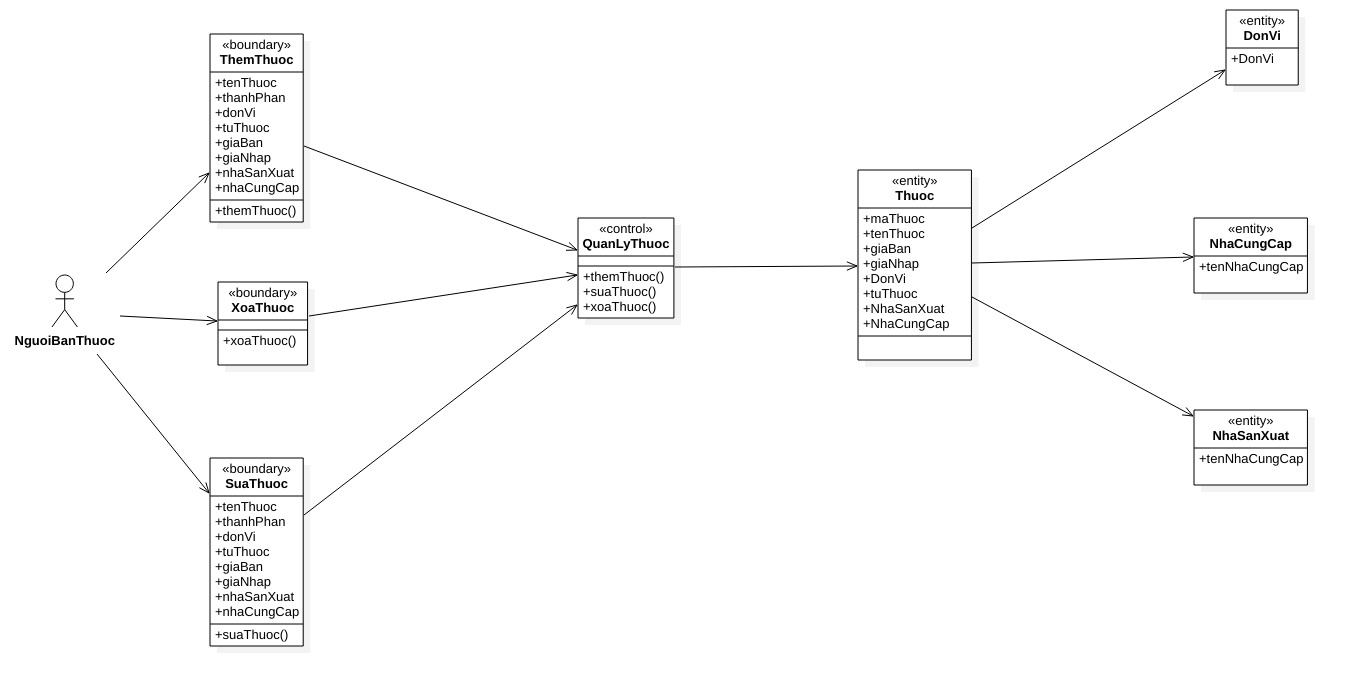 «boundary»
ThemThuoc
+tenThuoc
+thanhPhan
+donVi
+tuThuoc
+giaBan
+giaNhap
+nhaSanXuat
+nhaCungCap
+themThuoc()
NguoiBanThuoc
«boundary»
XoaThuoc
+xoaThuoc()
«boundary»
SuaThuoc
+tenThuoc
+thanhPhan
+donVi
+tuThuoc
+giaBan
+giaNhap
+nhaSanXuat
+nhaCungCap
+suaThuoc()
«control»
QuanLyThuoc
+themThuoc()
+suaThuoc()
+xoaThuoc()
«entity»
Thuoc
+maThuoc
+tenThuoc
+giaBan
+giaNhap
+DonVi
+tuThuoc
+NhaSanXuat
+NhaCungCap
«entity»
DonVi
+DonVi
«entity»
NhaCungCap
+tenNhaCungCap
«entity»
NhaSanXuat
+tenNhaCungCap